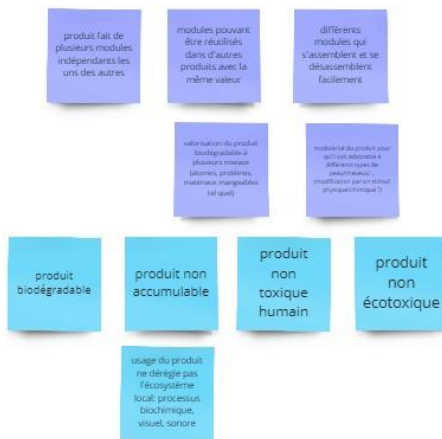 produit fait de
plusieurs modules
indépendants les
uns des autres
modules pouvant
être réutilisés
dans d'autres
produits avec la
même valeur
différents
modules qui
s'assemblent et se
désassemblent
facilement
valorisation du produit
biodégradable à
plusieurs niveaux
(atomes, protéines,
matériaux mangeables
tel quel)
modularité du produit pour
qu'il soit adaptable à
différents types de
peau/cheveux/...
(modification par un stimuli
physique/chimique ?)
produit
biodégradable
produit non
accumulable
produit
non
toxique
humain
produit
non
écotoxique
usage du produit
ne dérègle pas
l'écosystème
local: processus
biochimique,
visuel, sonore